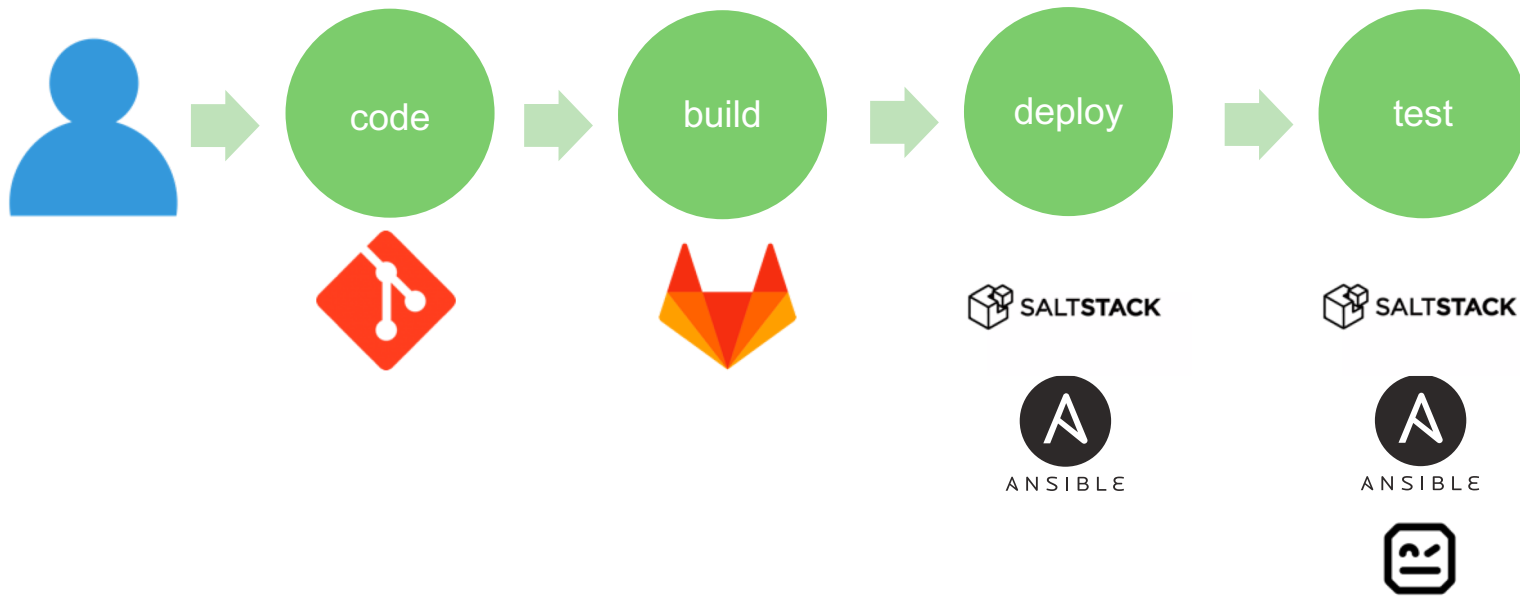 code
build
deploy
test
SALTSTACK
SALTSTACK
ANSIBLE
ANSIBLE